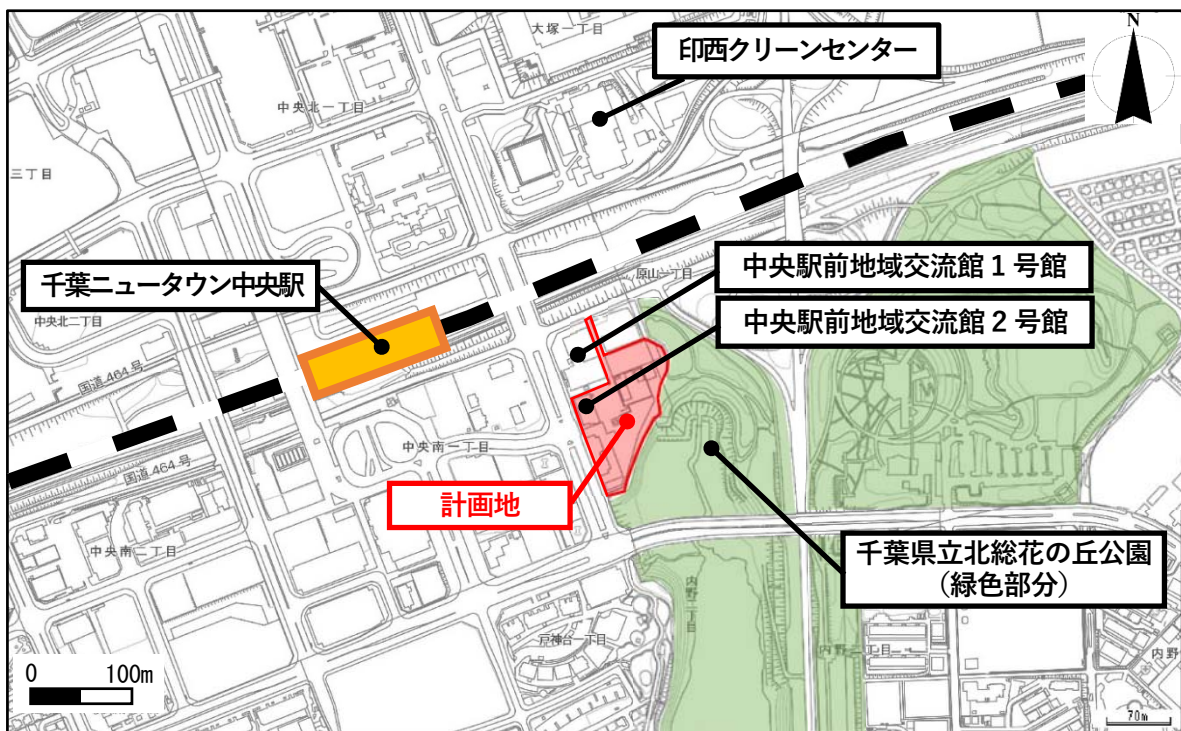 大塚一丁目
印西クリーンセンター
N
中央北一丁目
三丁目
千葉ニュータウン中央駅
中央北二丁目
原山一丁目
中央駅前地域交流館1号館
中央駅前地域交流館2号館
国道464号
中央南一丁目
国道464号
計画地
中央南二丁目
千葉県立北総花の丘公園
(緑色部分)
内野二丁目
戸神台一丁目
内野二丁目
内野
0 100m
70m